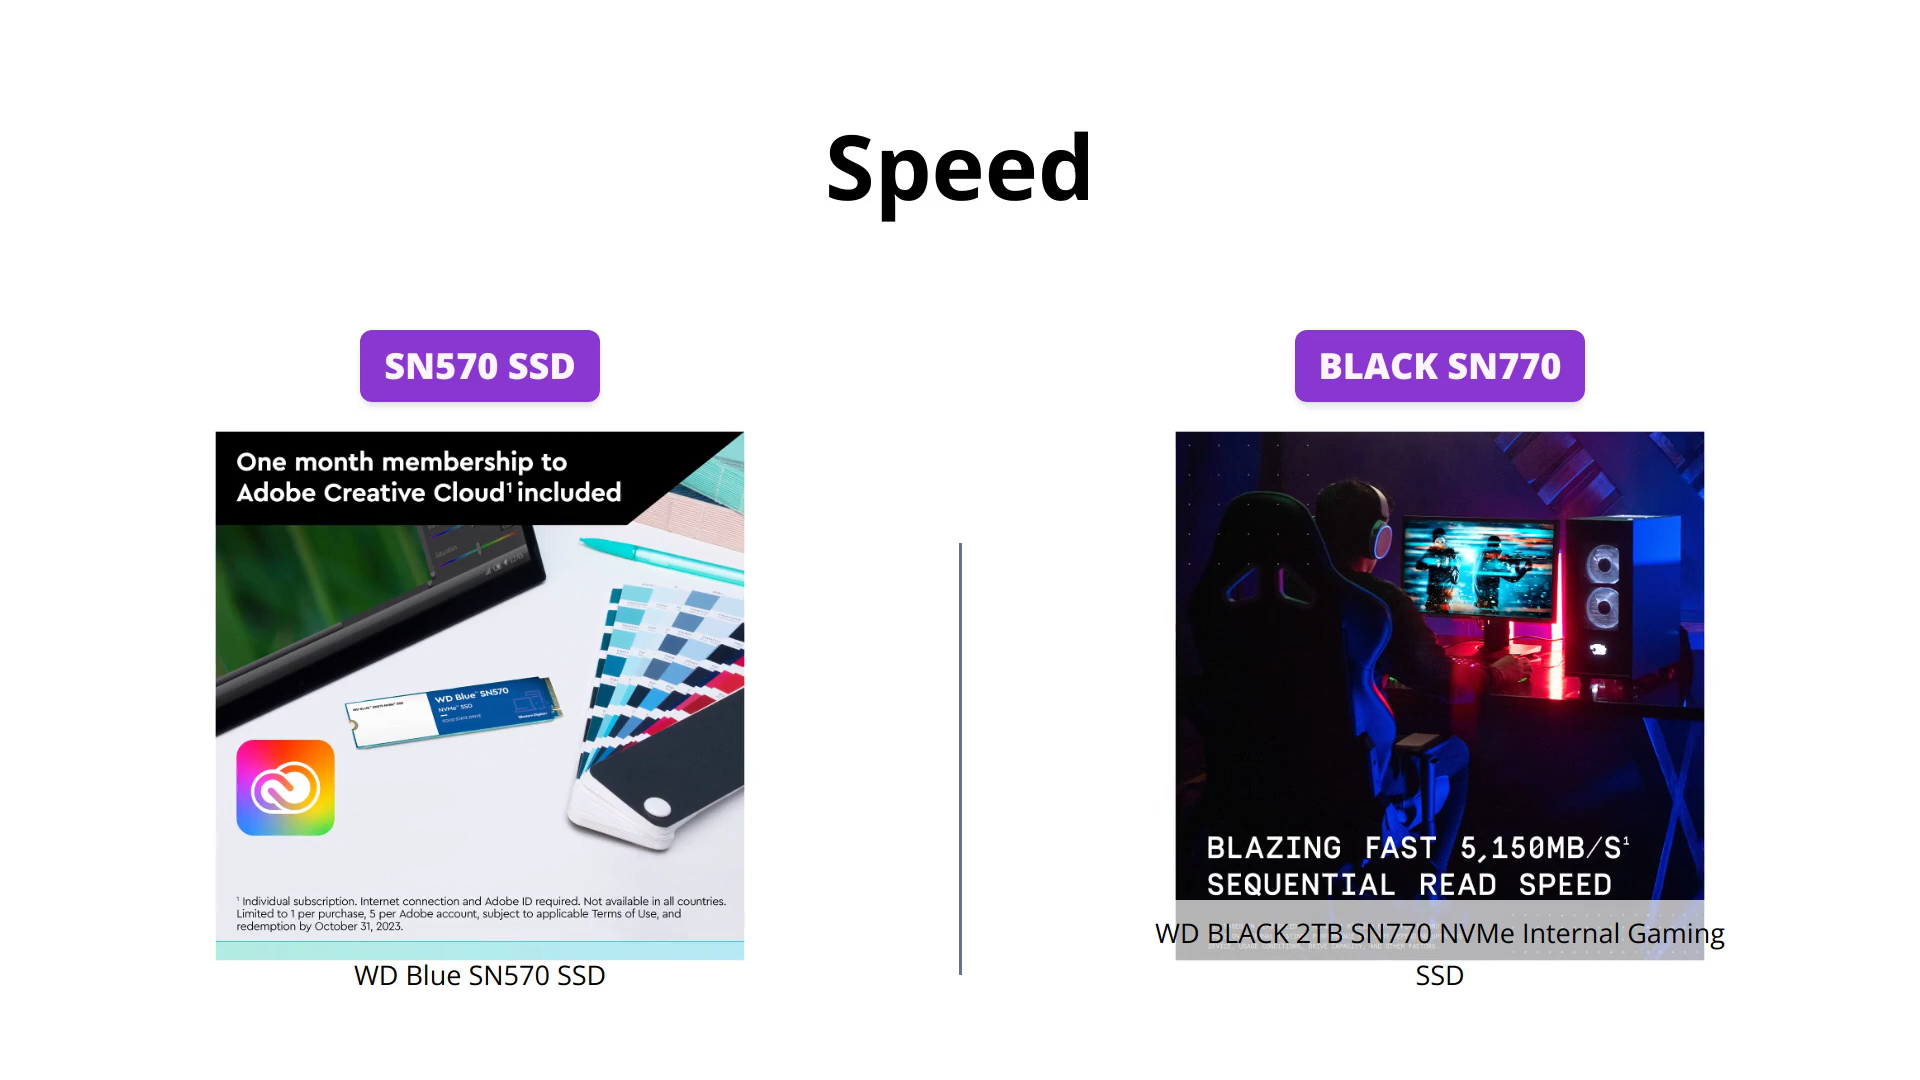 Speed
SN570 SSD
BLACK SN770
One month membership to
Adobe Creative Cloud¹ included
WD Blue™ SN570
NVMe™ SSD
¹ Individual subscription. Internet connection and Adobe ID required. Not available in all countries.
Limited to 1 per purchase, 5 per Adobe account, subject to applicable Terms of Use, and
redemption by October 31, 2023.
WD Blue SN570 SSD
BLAZING FAST 5,150MB/S¹
SEQUENTIAL READ SPEED
WD BLACK 2TB SN770 NVMe Internal Gaming
SSD